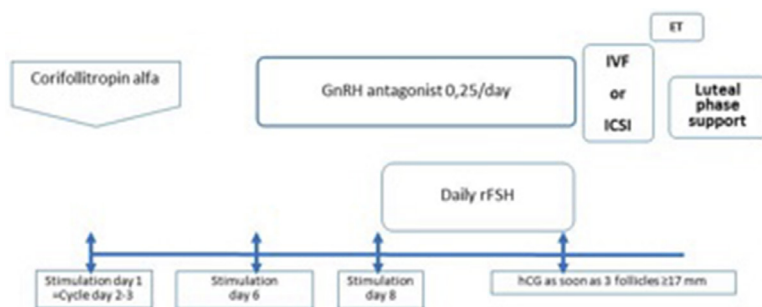 ET
Corifollitropin alfa
GnRH antagonist 0,25/day
IVF
or
ICSI
Luteal
phase
support
Daily rFSH
Stimulation day 1
=Cycle day 2-3
Stimulation
day 6
Stimulation
day 8
hCG as soon as 3 follicles ≥17 mm